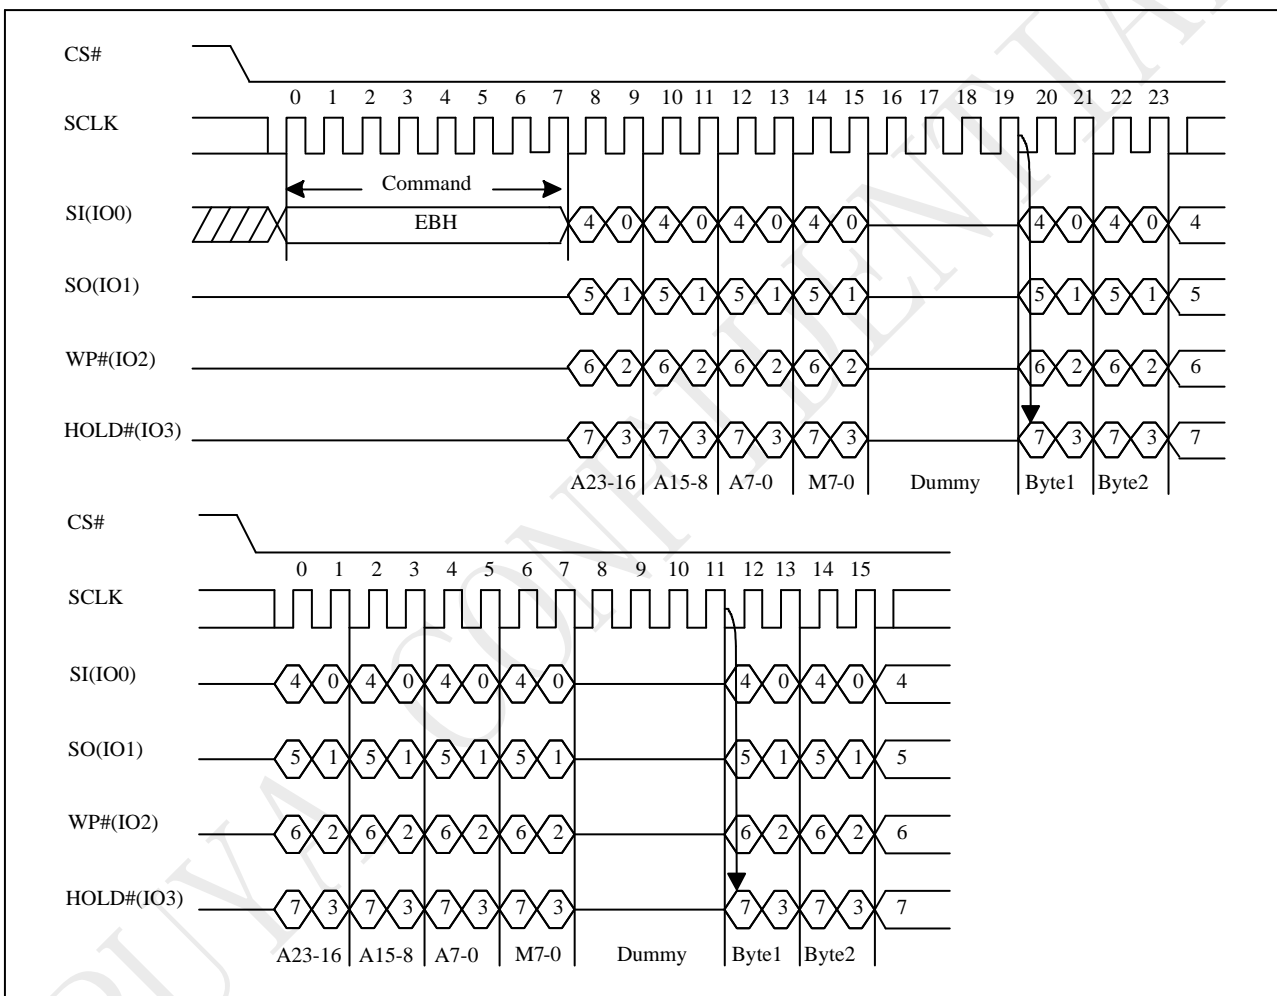 CS#
0 1 2 3 4 5 6 7 8 9 10 11 12 13 14 15 16 17 18 19 20 21 22 23
SCLK
Command
SI(IO0) EBH 4 0 4 0 4 0 4 0 4 0 4 0 4
SO(IO1) 5 1 5 1 5 1 5 1 5 1 5 1 5
WP#(IO2) 6 2 6 2 6 2 6 2 6 2 6 2 6
HOLD#(IO3) 7 3 7 3 7 3 7 3 7 3 7 3 7
A23-16 A15-8 A7-0 M7-0 Dummy Byte1 Byte2
CS#
0 1 2 3 4 5 6 7 8 9 10 11 12 13 14 15
SCLK
SI(IO0) 4 0 4 0 4 0 4 0 4 0 4 0 4
SO(IO1) 5 1 5 1 5 1 5 1 5 1 5 1 5
WP#(IO2) 6 2 6 2 6 2 6 2 6 2 6 2 6
HOLD#(IO3) 7 3 7 3 7 3 7 3 7 3 7 3 7
A23-16 A15-8 A7-0 M7-0 Dummy Byte1 Byte2
PUYA CONFIDENTIAL